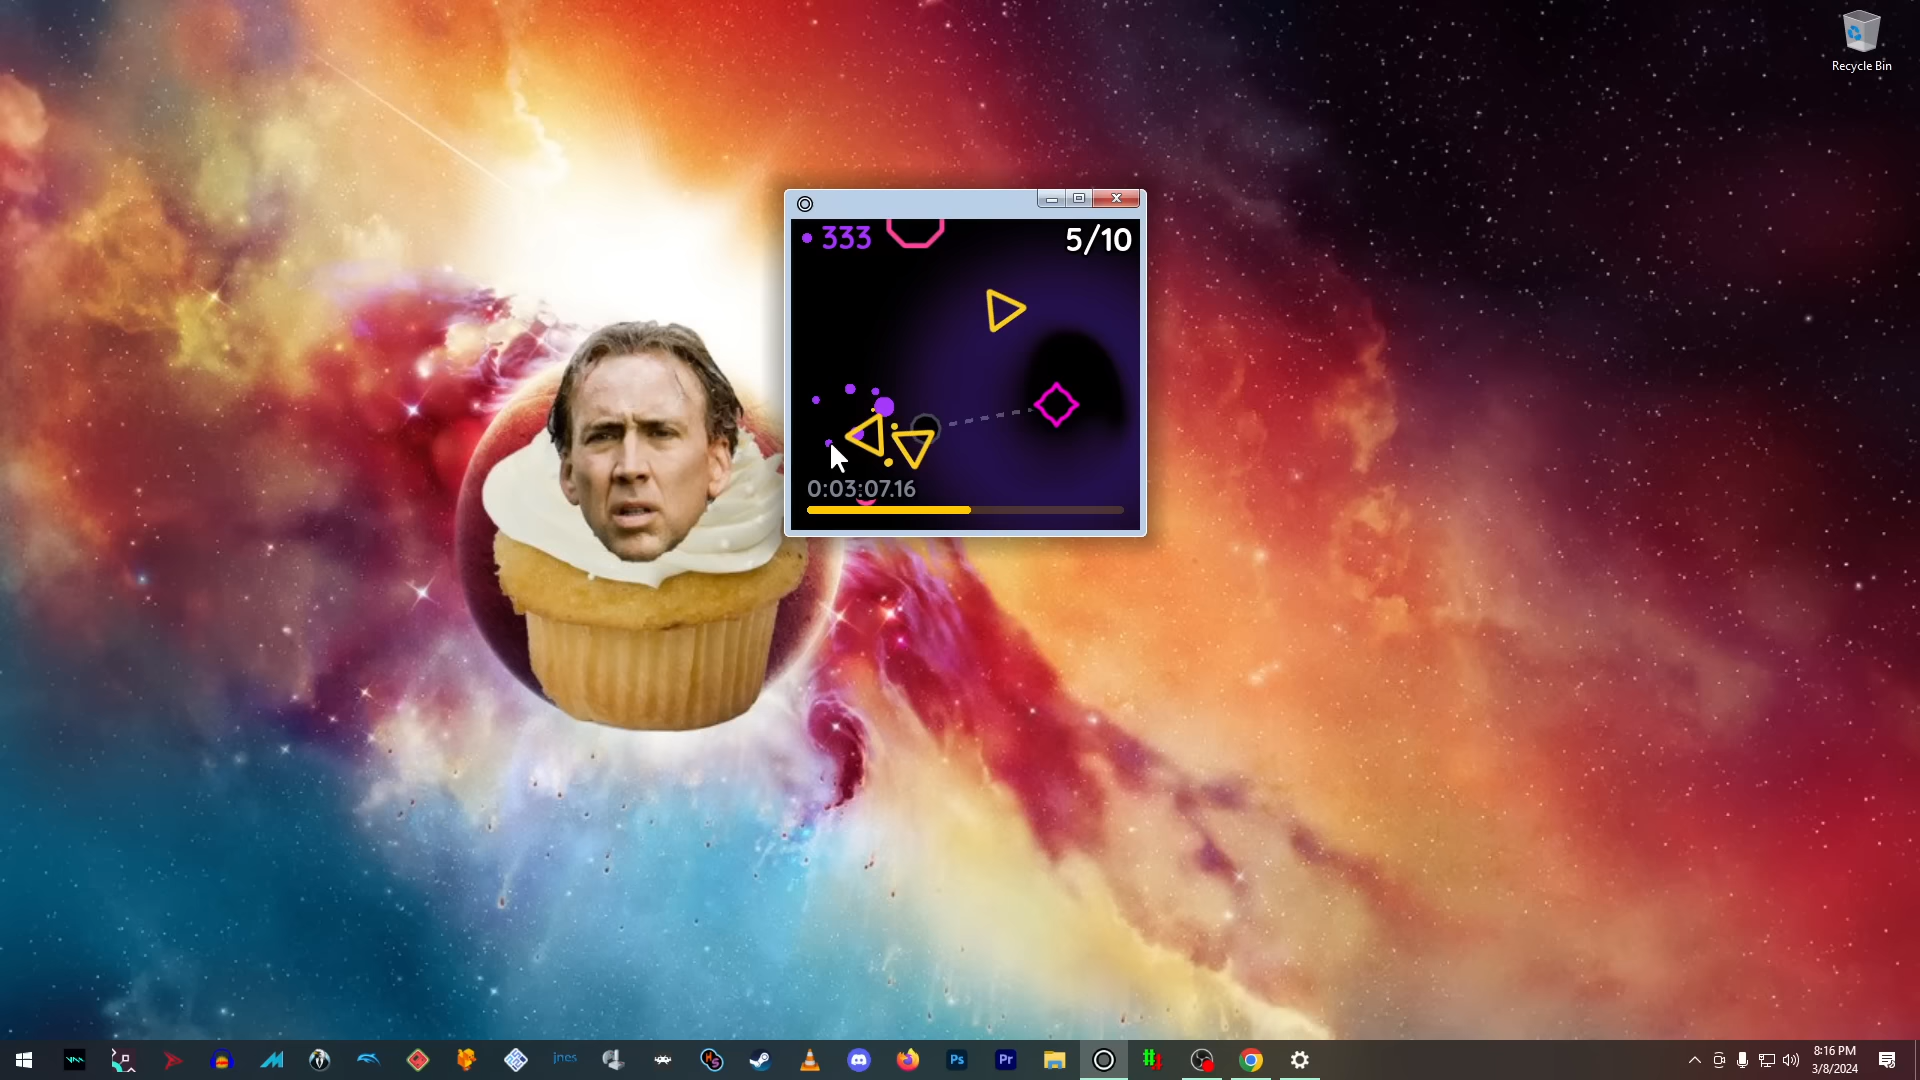 Recycle Bin
333
5/10
0:03:07.16
jnes
H
S
Ps
Pr
8:16 PM
3/8/2024